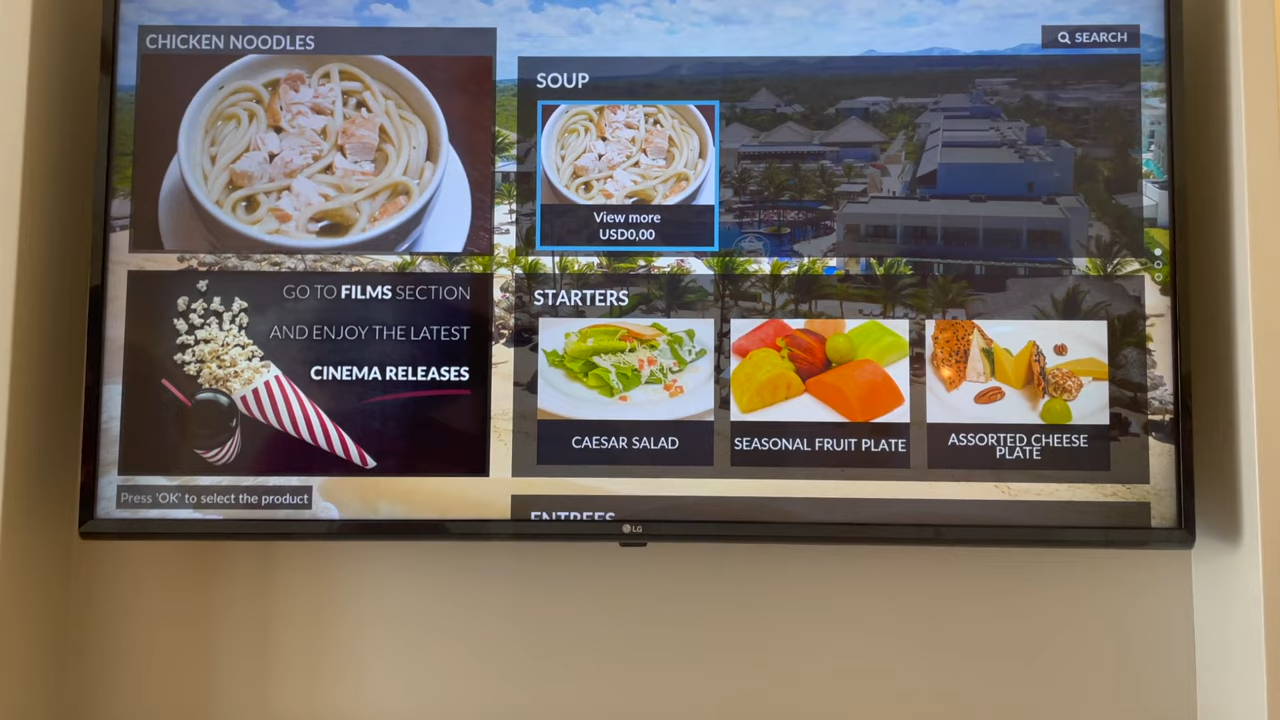 CHICKEN NOODLES
SEARCH
SOUP
View more
USD0,00
GO TO FILMS SECTION
AND ENJOY THE LATEST
CINEMA RELEASES
STARTERS
CAESAR SALAD
SEASONAL FRUIT PLATE
ASSORTED CHEESE
PLATE
Press 'OK' to select the product
ENTREES
LG